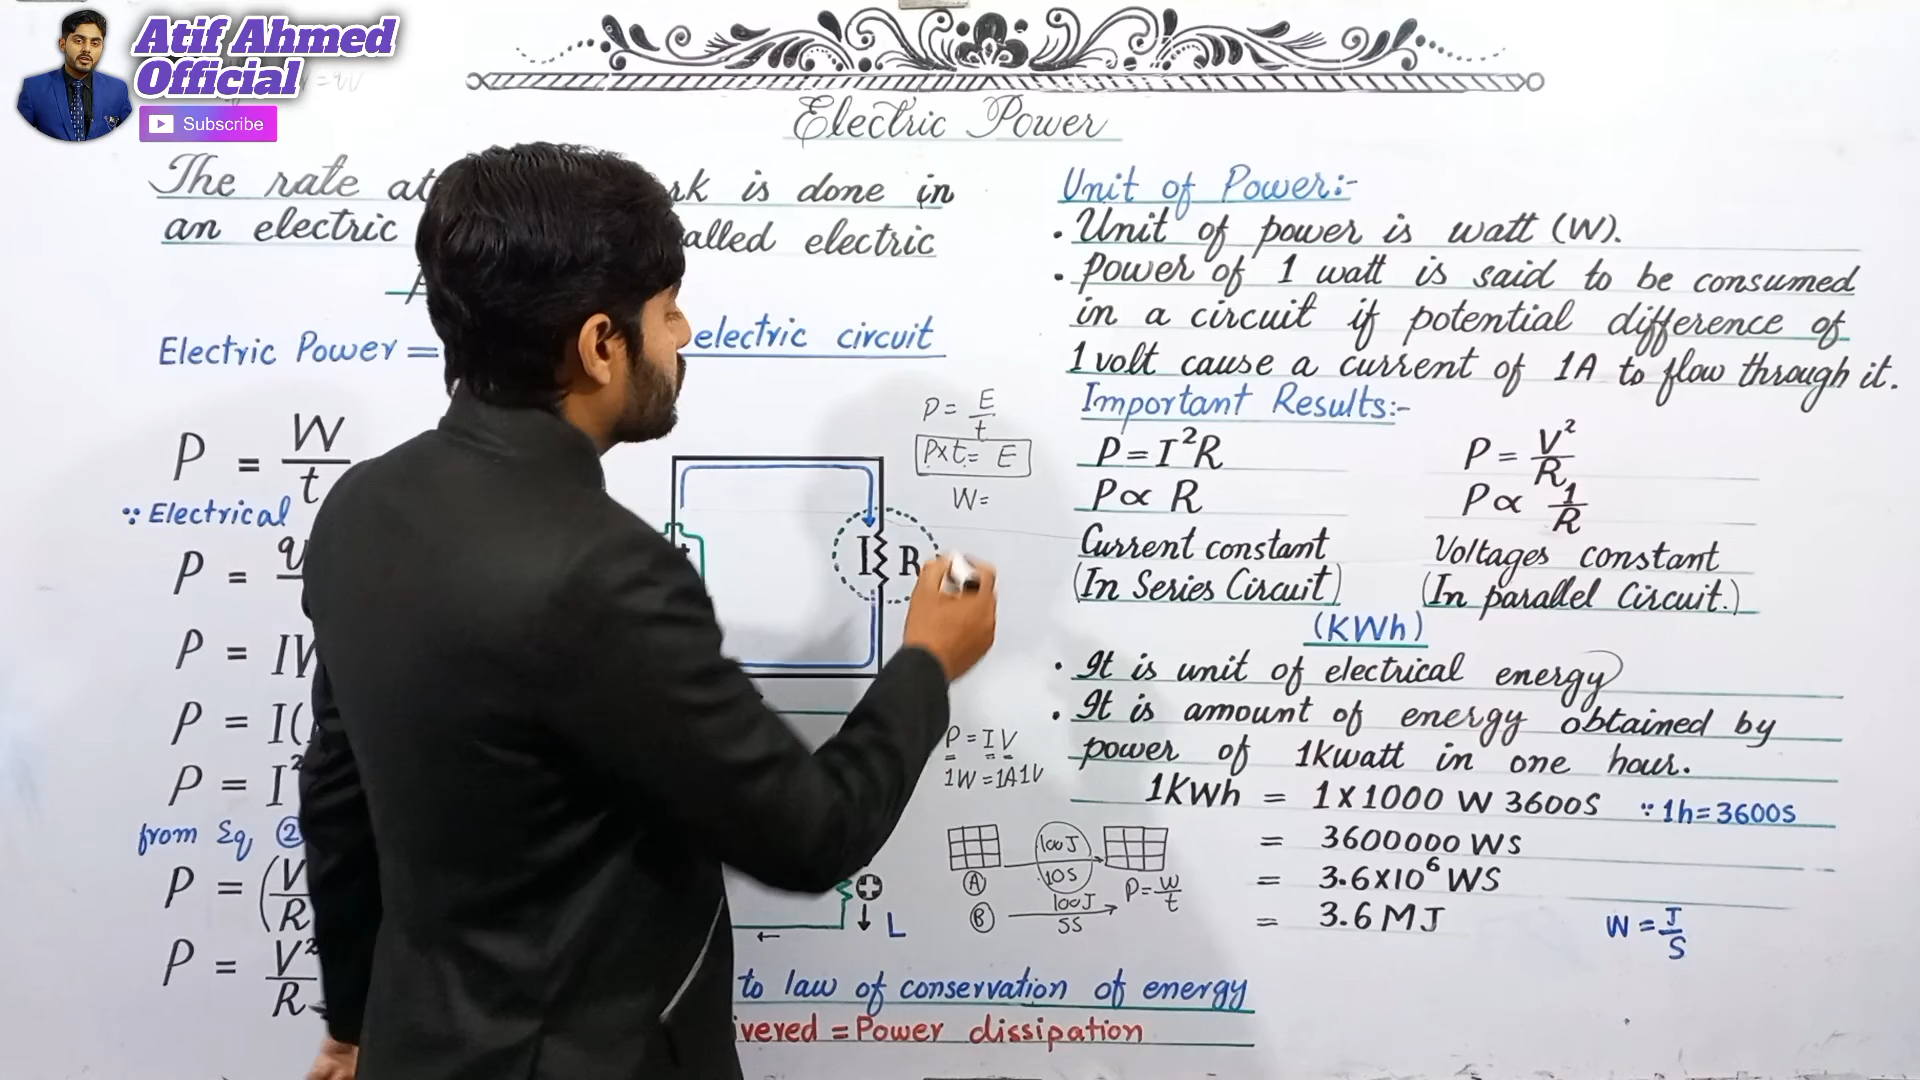 Atif Ahmed
Official
Subscribe
Electric Power
The rate at rk is done in
an electric alled electric
Electric Power = electric circuit
P = W/t
∵ Electrical
P =
P = IV
P = I(
P = I²
from Eq ②
P = (V/R
P = V²/R
P = E/t
P×t = E
W =
I R
P = IV
1W = 1A1V
100J
10S
A
P = W/t
B
100J
5S
L
to law of conservation of energy
ivered = Power dissipation
Unit of Power:-
• Unit of power is watt (W).
• Power of 1 watt is said to be consumed
in a circuit if potential difference of
1 volt cause a current of 1A to flow through it.
Important Results:-
P = I²R
P ∝ R
Current constant
(In Series Circuit)
P = V²/R
P ∝ 1/R
Voltages constant
(In parallel Circuit.)
(KWh)
• It is unit of electrical energy
• It is amount of energy obtained by
power of 1Kwatt in one hour.
1KWh = 1 X 1000 W 3600S ∵ 1h = 3600S
= 3600000 WS
= 3.6X10⁶ WS
= 3.6 MJ
W = J/S